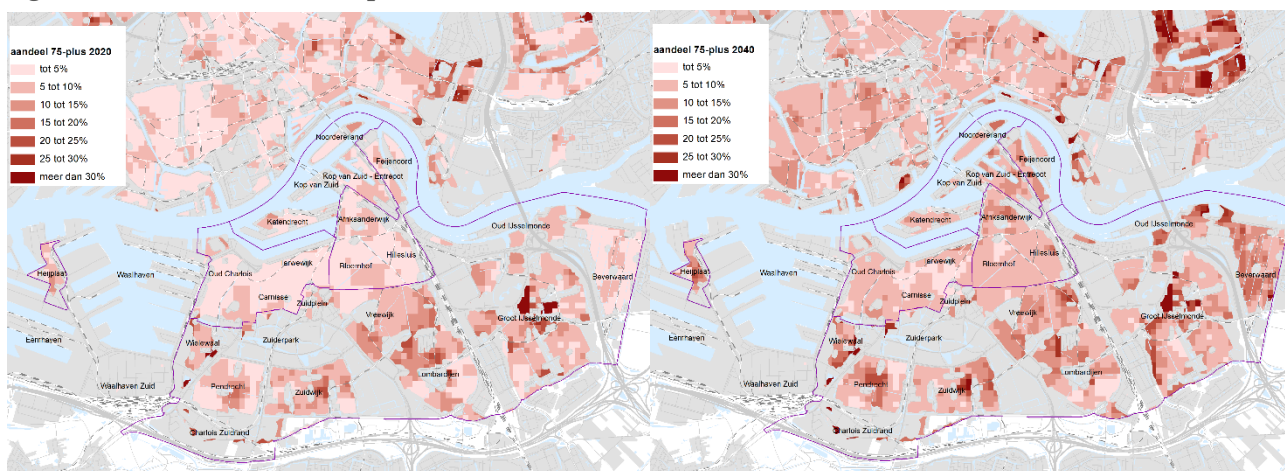 aandeel 75-plus 2020
tot 5%
5 tot 10%
10 tot 15%
15 tot 20%
20 tot 25%
25 tot 30%
meer dan 30%
Noordereiland
Feijenoord
Kop van Zuid - Entrepot
Kop van Zuid
Katendrecht
Afrikaanderwijk
Oud IJsselmonde
Hillesluis
Heijplaat
Waalhaven
Oud Charlois
Tarwewijk
Bloemhof
Beverwaard
Carnisse
Zuidplein
Vreewijk
Groot IJsselmonde
Eemhaven
Wielewaal
Zuiderpark
Lombardijen
Waalhaven Zuid
Pendrecht
Zuidwijk
Charlois Zuidrand
aandeel 75-plus 2040
tot 5%
5 tot 10%
10 tot 15%
15 tot 20%
20 tot 25%
25 tot 30%
meer dan 30%
Noordereiland
Feijenoord
Kop van Zuid - Entrepot
Kop van Zuid
Katendrecht
Afrikaanderwijk
Oud IJsselmonde
Hillesluis
Heijplaat
Waalhaven
Oud Charlois
Tarwewijk
Bloemhof
Beverwaard
Carnisse
Zuidplein
Vreewijk
Groot IJsselmonde
Eemhaven
Wielewaal
Zuiderpark
Lombardijen
Waalhaven Zuid
Pendrecht
Zuidwijk
Charlois Zuidrand